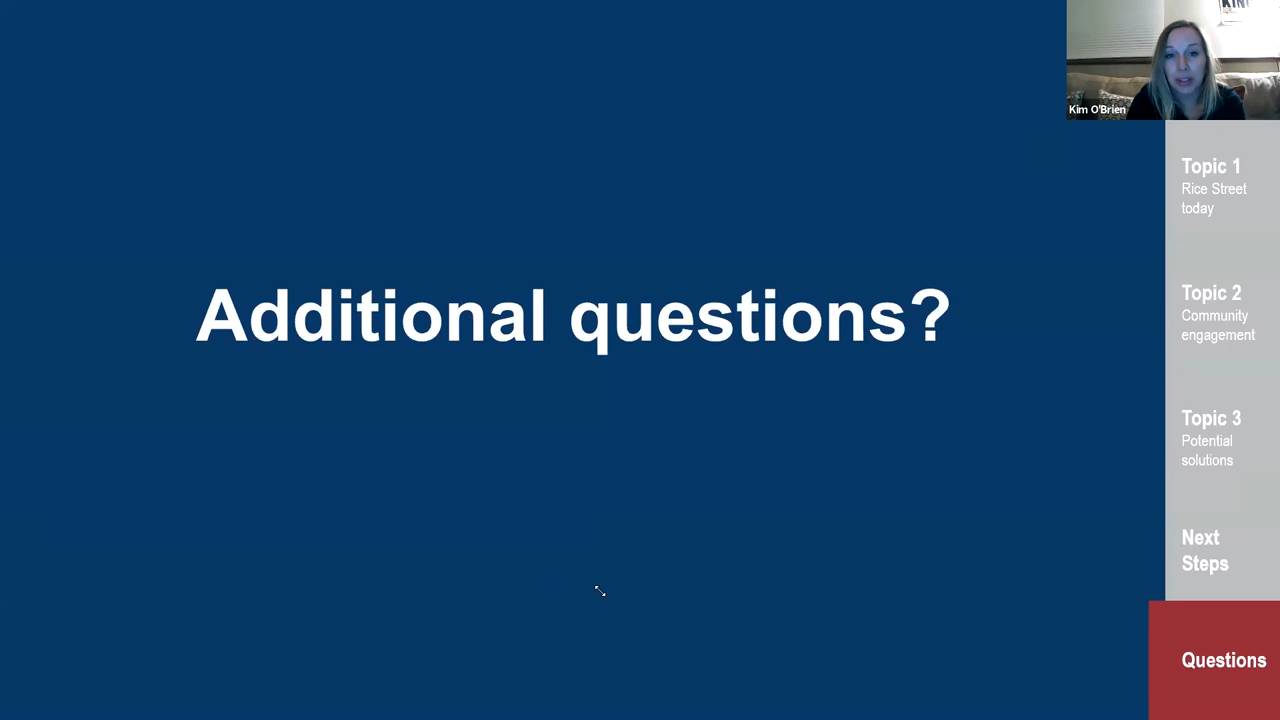 Additional questions?
Kim O'Brien
Topic 1
Rice Street
today
Topic 2
Community
engagement
Topic 3
Potential
solutions
Next
Steps
Questions